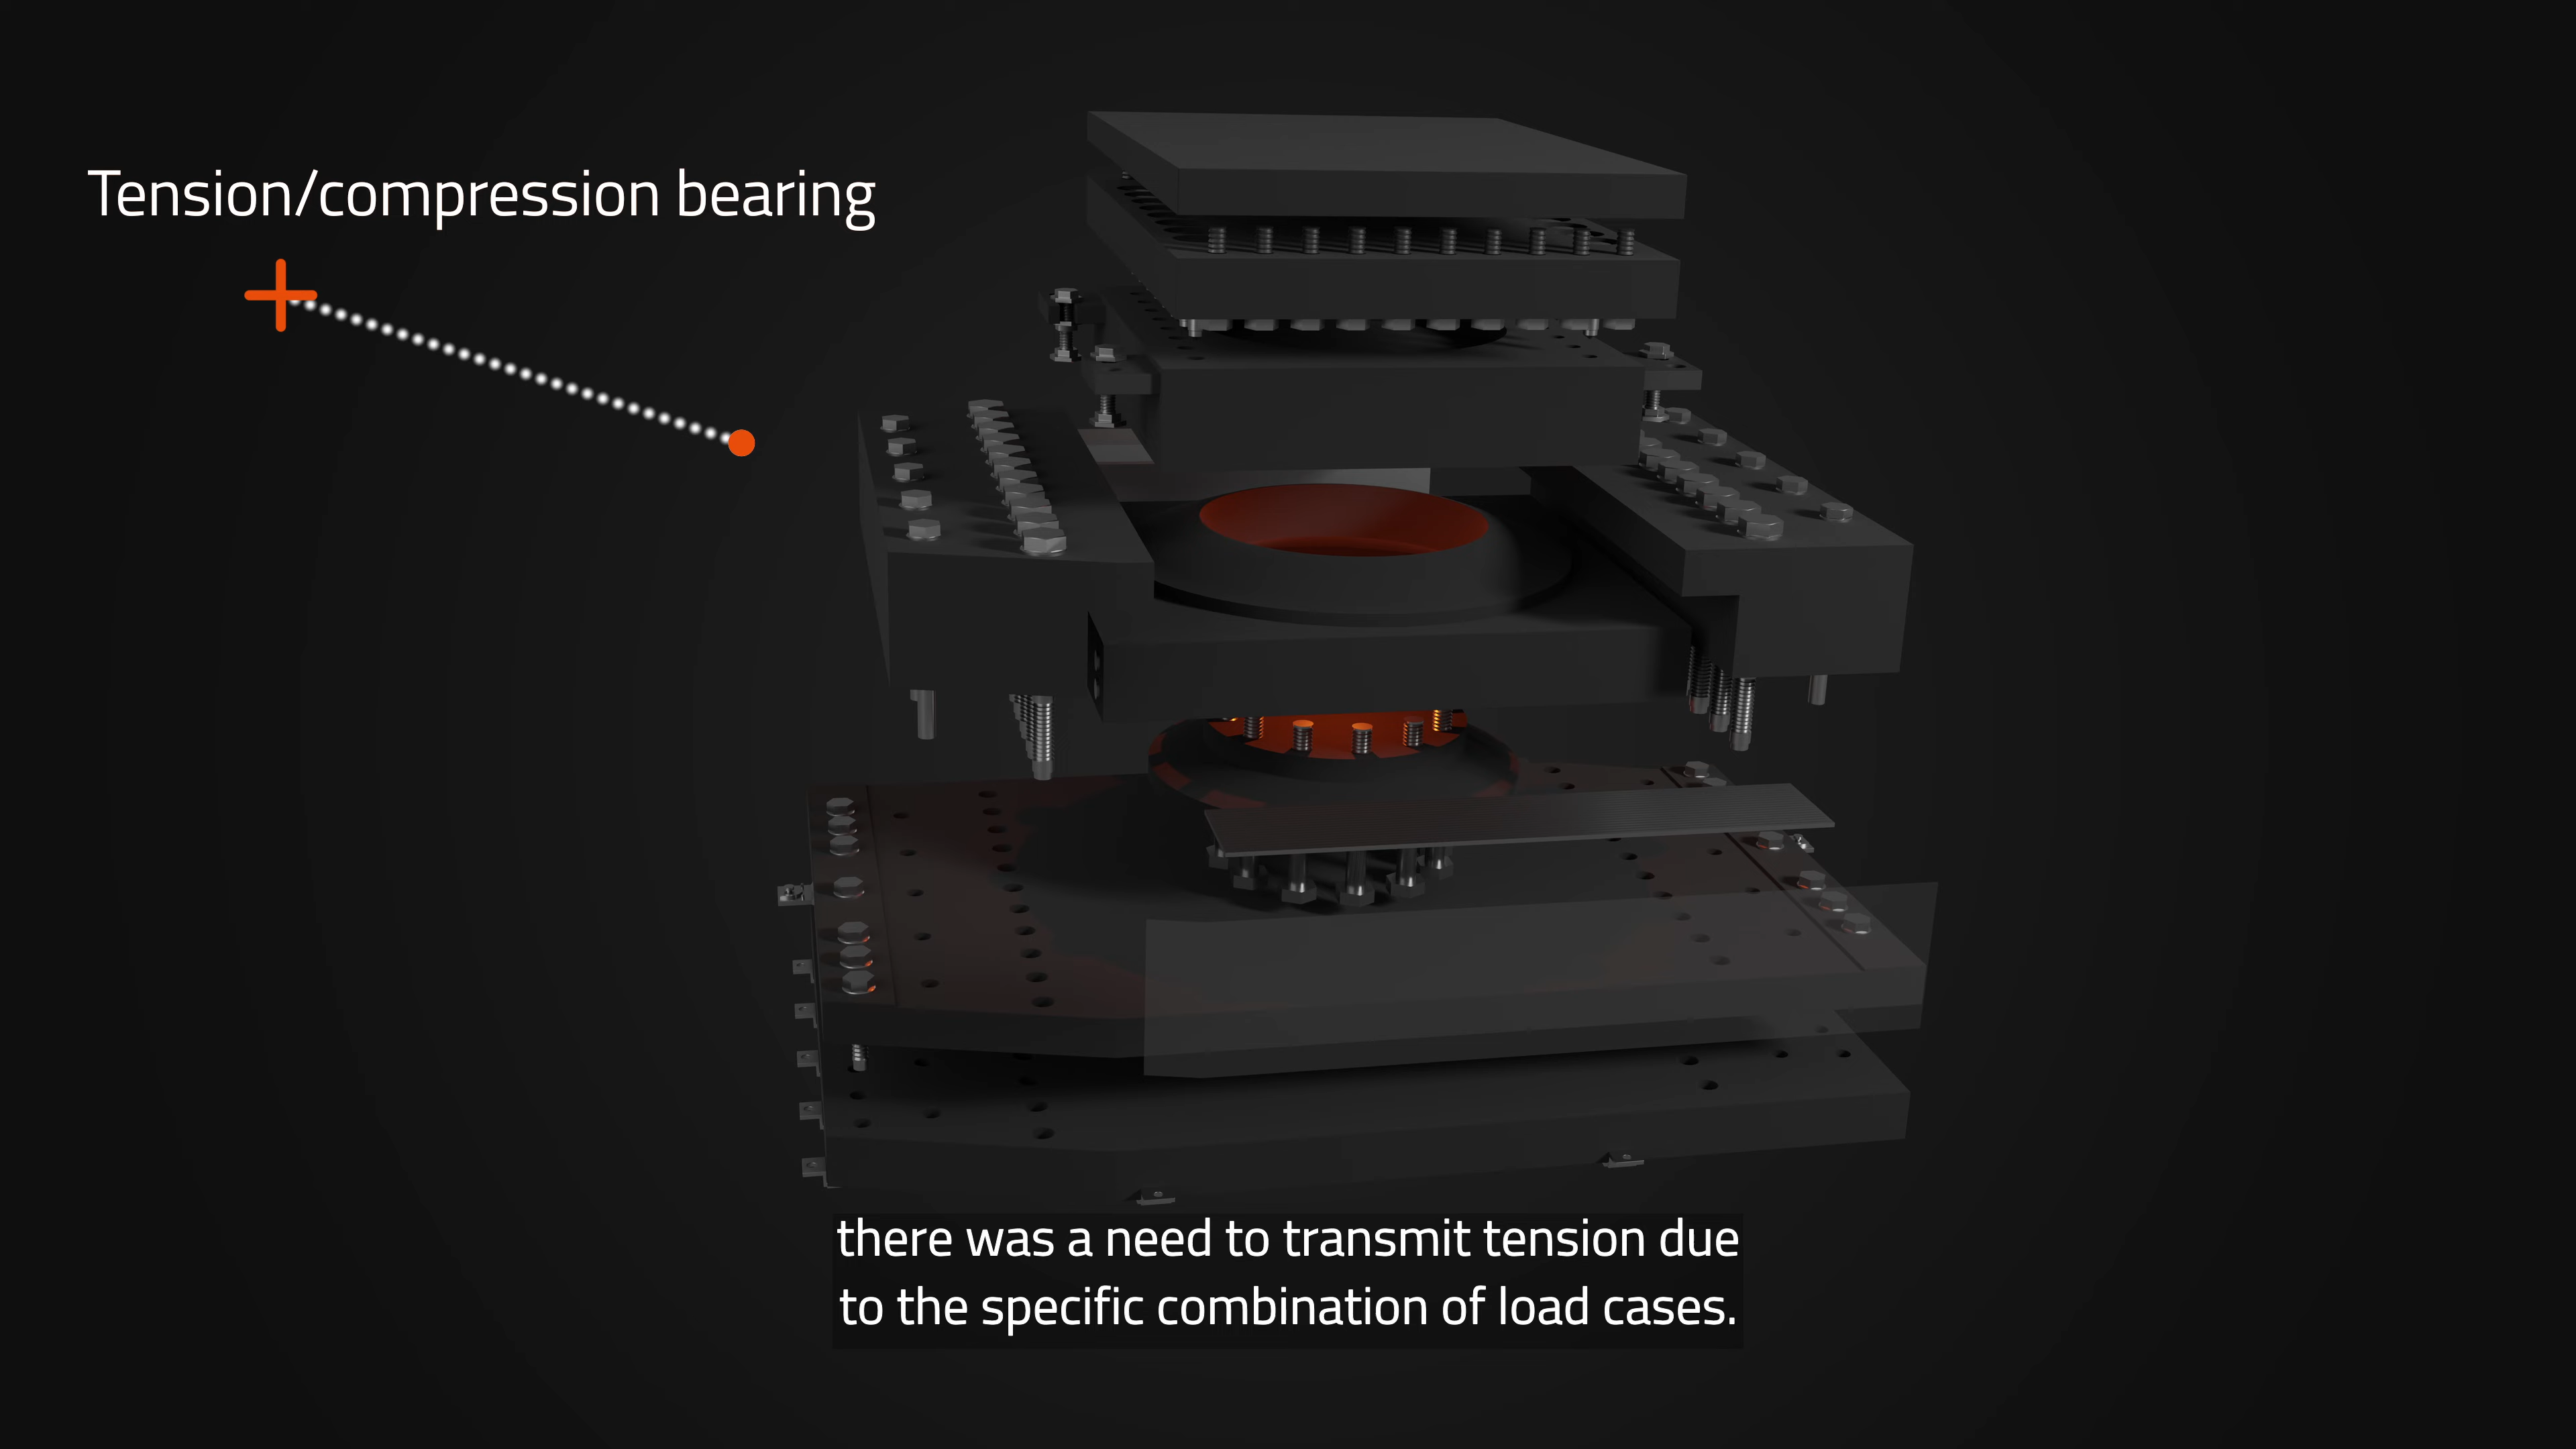 Tension/compression bearing
there was a need to transmit tension due
to the specific combination of load cases.